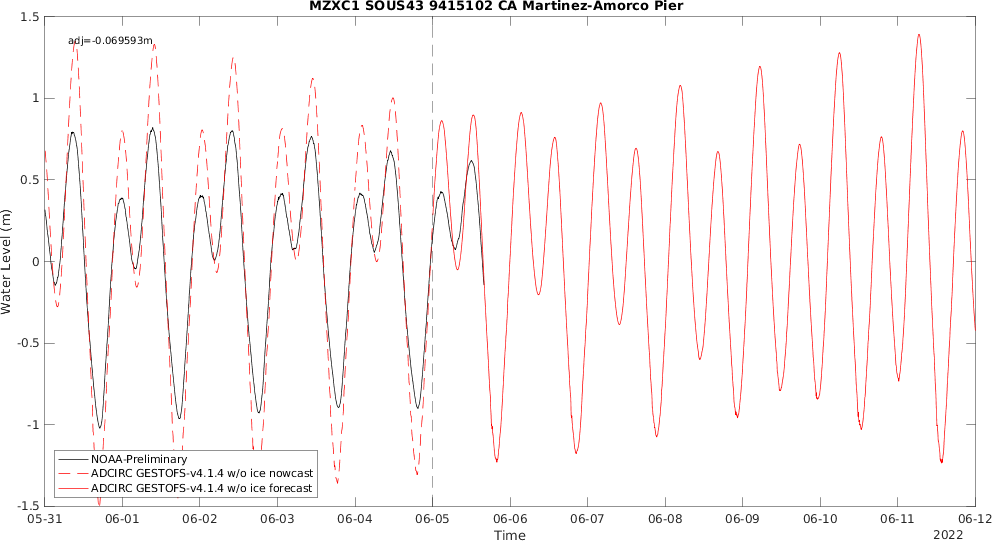 MZXC1 SOUS43 9415102 CA Martinez-Amorco Pier
adj=-0.069593m
Water Level (m)
1.5
1
0.5
0
-0.5
-1
-1.5
NOAA-Preliminary
ADCIRC GESTOFS-v4.1.4 w/o ice nowcast
ADCIRC GESTOFS-v4.1.4 w/o ice forecast
05-31 06-01 06-02 06-03 06-04 06-05 06-06 06-07 06-08 06-09 06-10 06-11 06-12
Time
2022